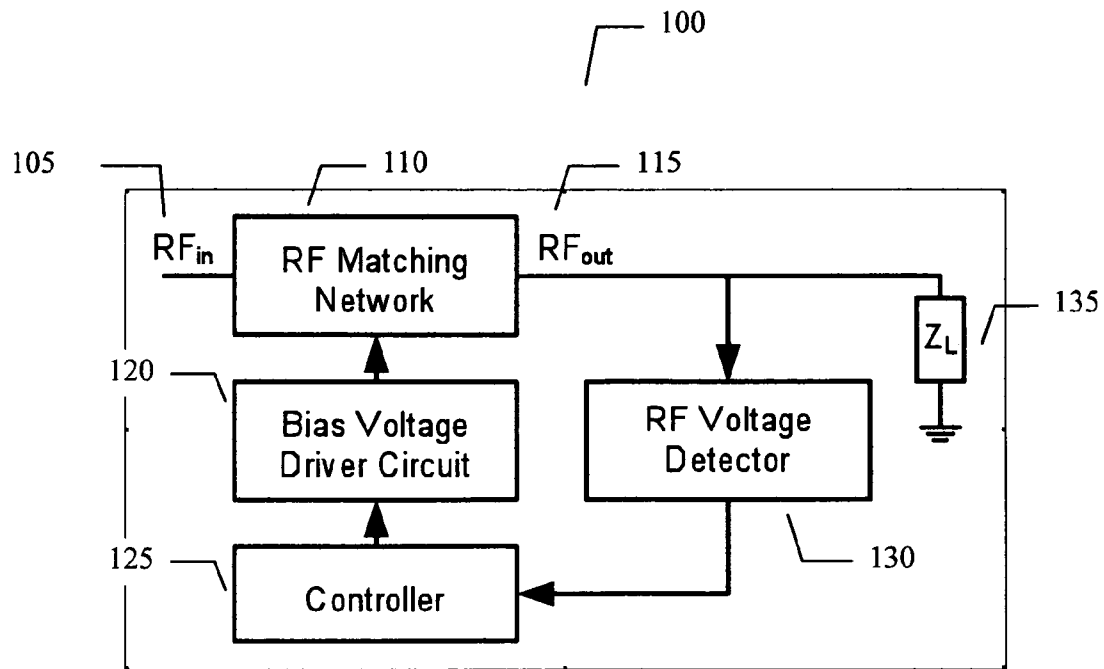 100
105
110
115
RFin
RF Matching
Network
RFout
135
ZL
120
Bias Voltage
Driver Circuit
RF Voltage
Detector
125
130
Controller